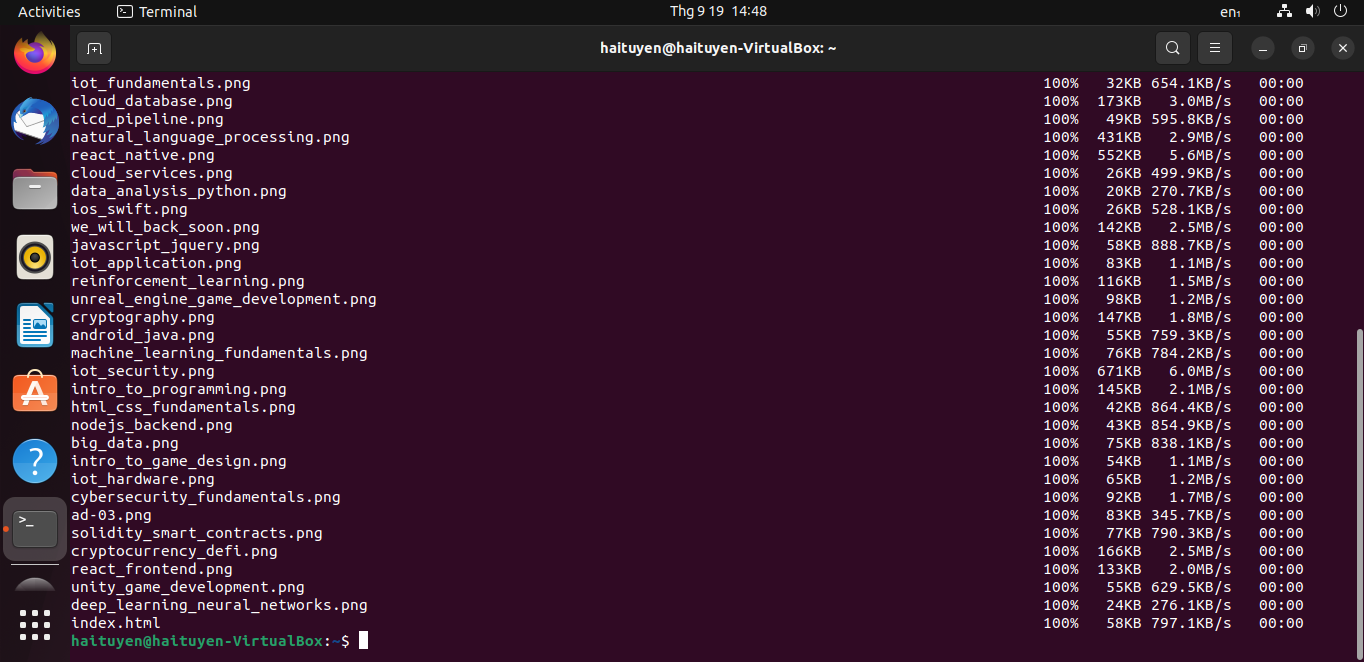 Activities Terminal Thg 9 19 14:48 en₁
haituyen@haituyen-VirtualBox: ~
iot_fundamentals.png 100% 32KB 654.1KB/s 00:00
cloud_database.png 100% 173KB 3.0MB/s 00:00
cicd_pipeline.png 100% 49KB 595.8KB/s 00:00
natural_language_processing.png 100% 431KB 2.9MB/s 00:00
react_native.png 100% 552KB 5.6MB/s 00:00
cloud_services.png 100% 26KB 499.9KB/s 00:00
data_analysis_python.png 100% 20KB 270.7KB/s 00:00
ios_swift.png 100% 26KB 528.1KB/s 00:00
we_will_back_soon.png 100% 142KB 2.5MB/s 00:00
javascript_jquery.png 100% 58KB 888.7KB/s 00:00
iot_application.png 100% 83KB 1.1MB/s 00:00
reinforcement_learning.png 100% 116KB 1.5MB/s 00:00
unreal_engine_game_development.png 100% 98KB 1.2MB/s 00:00
cryptography.png 100% 147KB 1.8MB/s 00:00
android_java.png 100% 55KB 759.3KB/s 00:00
machine_learning_fundamentals.png 100% 76KB 784.2KB/s 00:00
iot_security.png 100% 671KB 6.0MB/s 00:00
intro_to_programming.png 100% 145KB 2.1MB/s 00:00
html_css_fundamentals.png 100% 42KB 864.4KB/s 00:00
nodejs_backend.png 100% 43KB 854.9KB/s 00:00
big_data.png 100% 75KB 838.1KB/s 00:00
intro_to_game_design.png 100% 54KB 1.1MB/s 00:00
iot_hardware.png 100% 65KB 1.2MB/s 00:00
cybersecurity_fundamentals.png 100% 92KB 1.7MB/s 00:00
ad-03.png 100% 83KB 345.7KB/s 00:00
solidity_smart_contracts.png 100% 77KB 790.3KB/s 00:00
cryptocurrency_defi.png 100% 166KB 2.5MB/s 00:00
react_frontend.png 100% 133KB 2.0MB/s 00:00
unity_game_development.png 100% 55KB 629.5KB/s 00:00
deep_learning_neural_networks.png 100% 24KB 276.1KB/s 00:00
index.html 100% 58KB 797.1KB/s 00:00
haituyen@haituyen-VirtualBox:~$